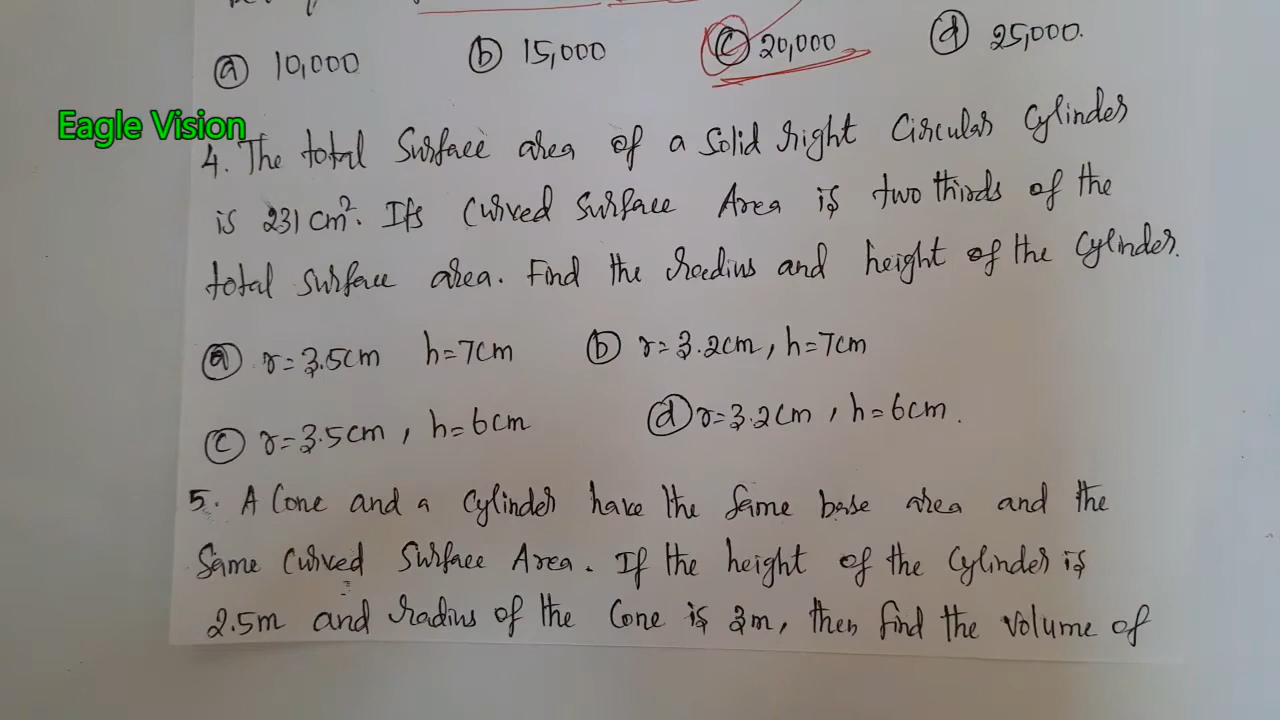 ⓐ 10,000 ⓑ 15,000 ⓒ 20,000 ⓓ 25,000.
Eagle Vision
4. The total Surface area of a Solid right Circular Cylinder
is 231 cm². Its Curved Surface Area is two thirds of the
total surface area. Find the radius and height of the Cylinder.
ⓐ r=3.5cm h=7cm ⓑ r=3.2cm, h=7cm
ⓒ r=3.5cm, h=6cm ⓓ r=3.2cm, h=6cm.
5. A Cone and a Cylinder have the Same base area and the
Same Curved Surface Area. If the height of the Cylinder is
2.5m and radius of the Cone is 3m, then find the Volume of